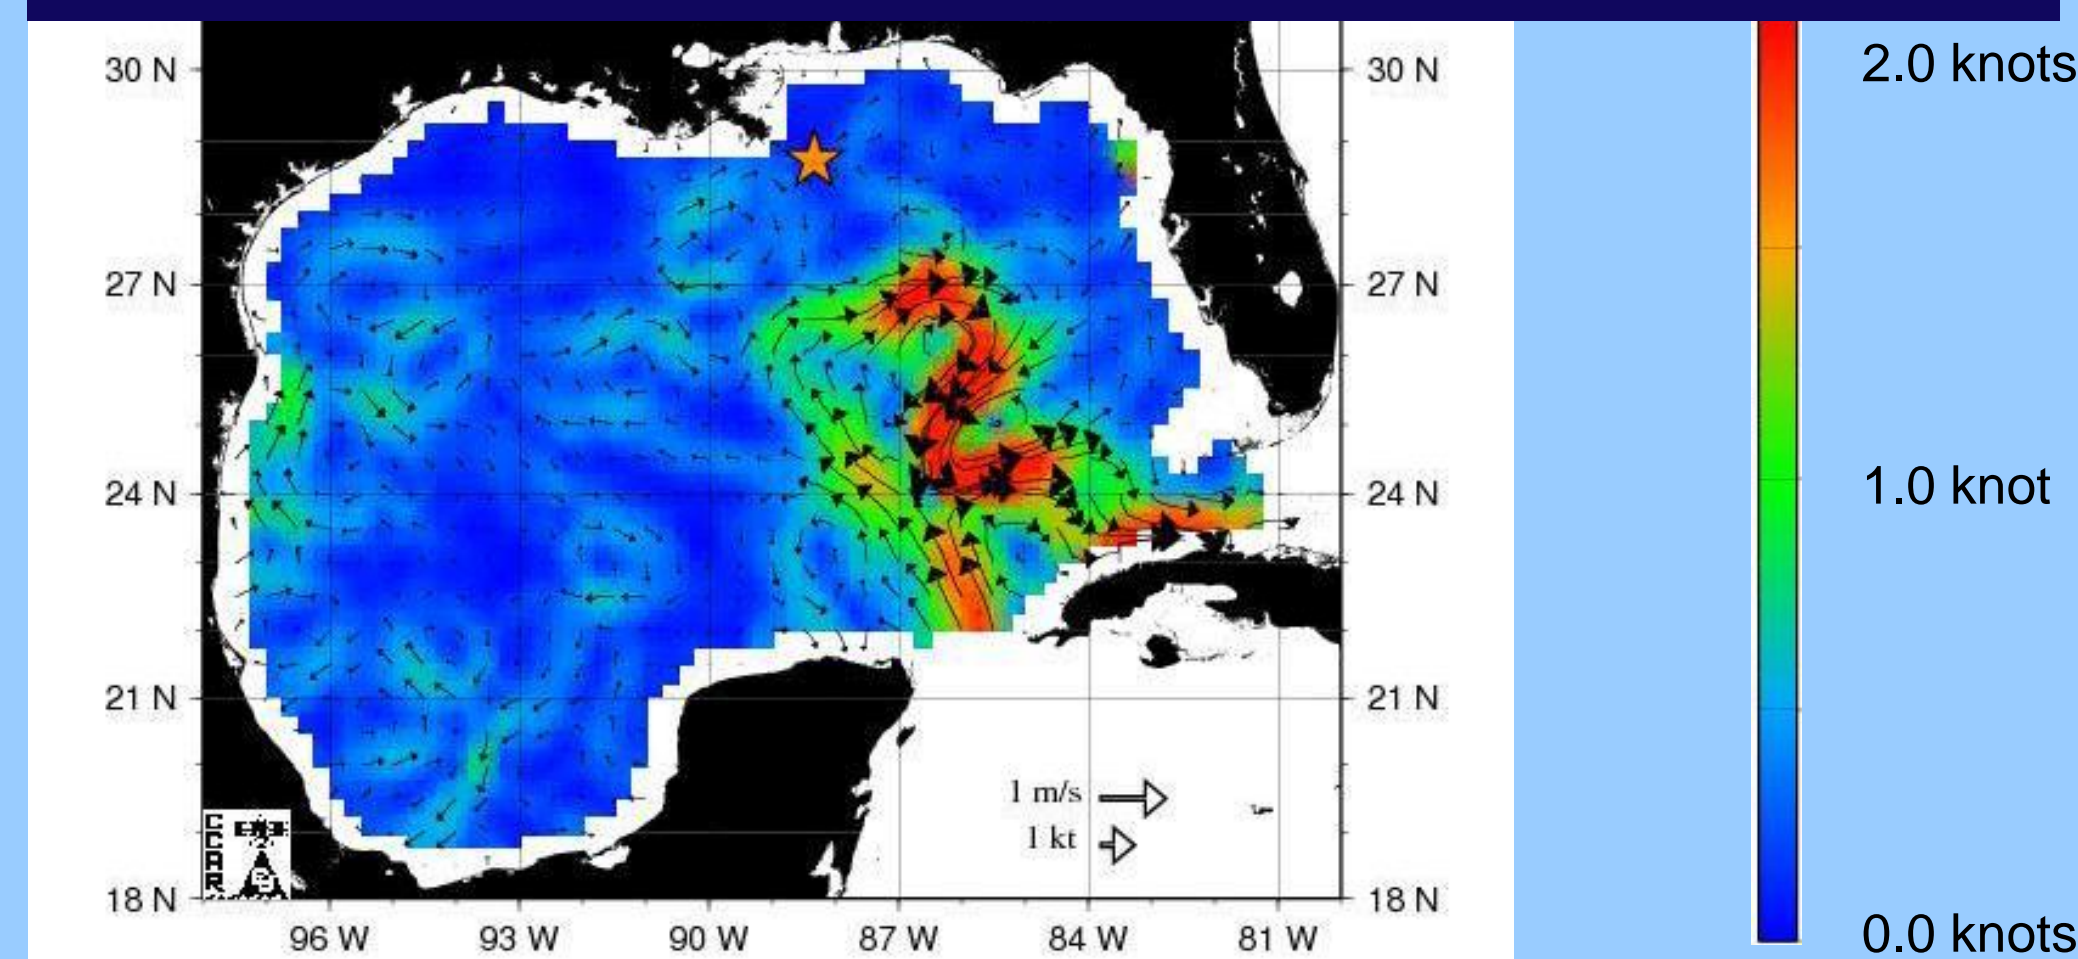 30 N
30 N
2.0 knots
27 N
27 N
24 N
24 N
1.0 knot
21 N
21 N
1 m/s
1 kt
CCAR
18 N
18 N
0.0 knots
96 W
93 W
90 W
87 W
84 W
81 W